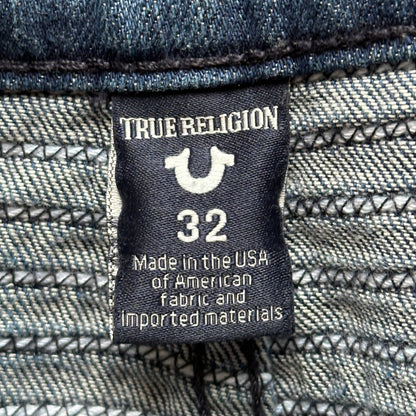 TRUE RELIGION
32
Made in the USA
of American
fabric and
imported materials